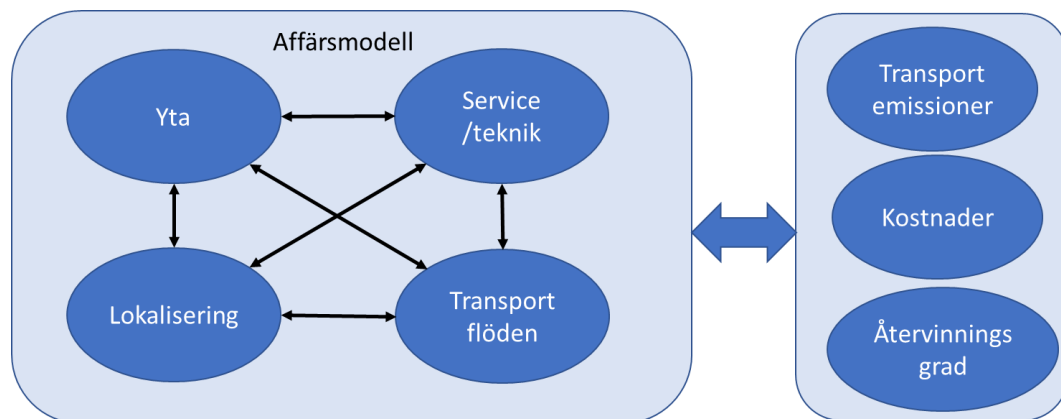 Affärsmodell
Yta
Service
/teknik
Lokalisering
Transport
flöden
Transport
emissioner
Kostnader
Återvinnings
grad